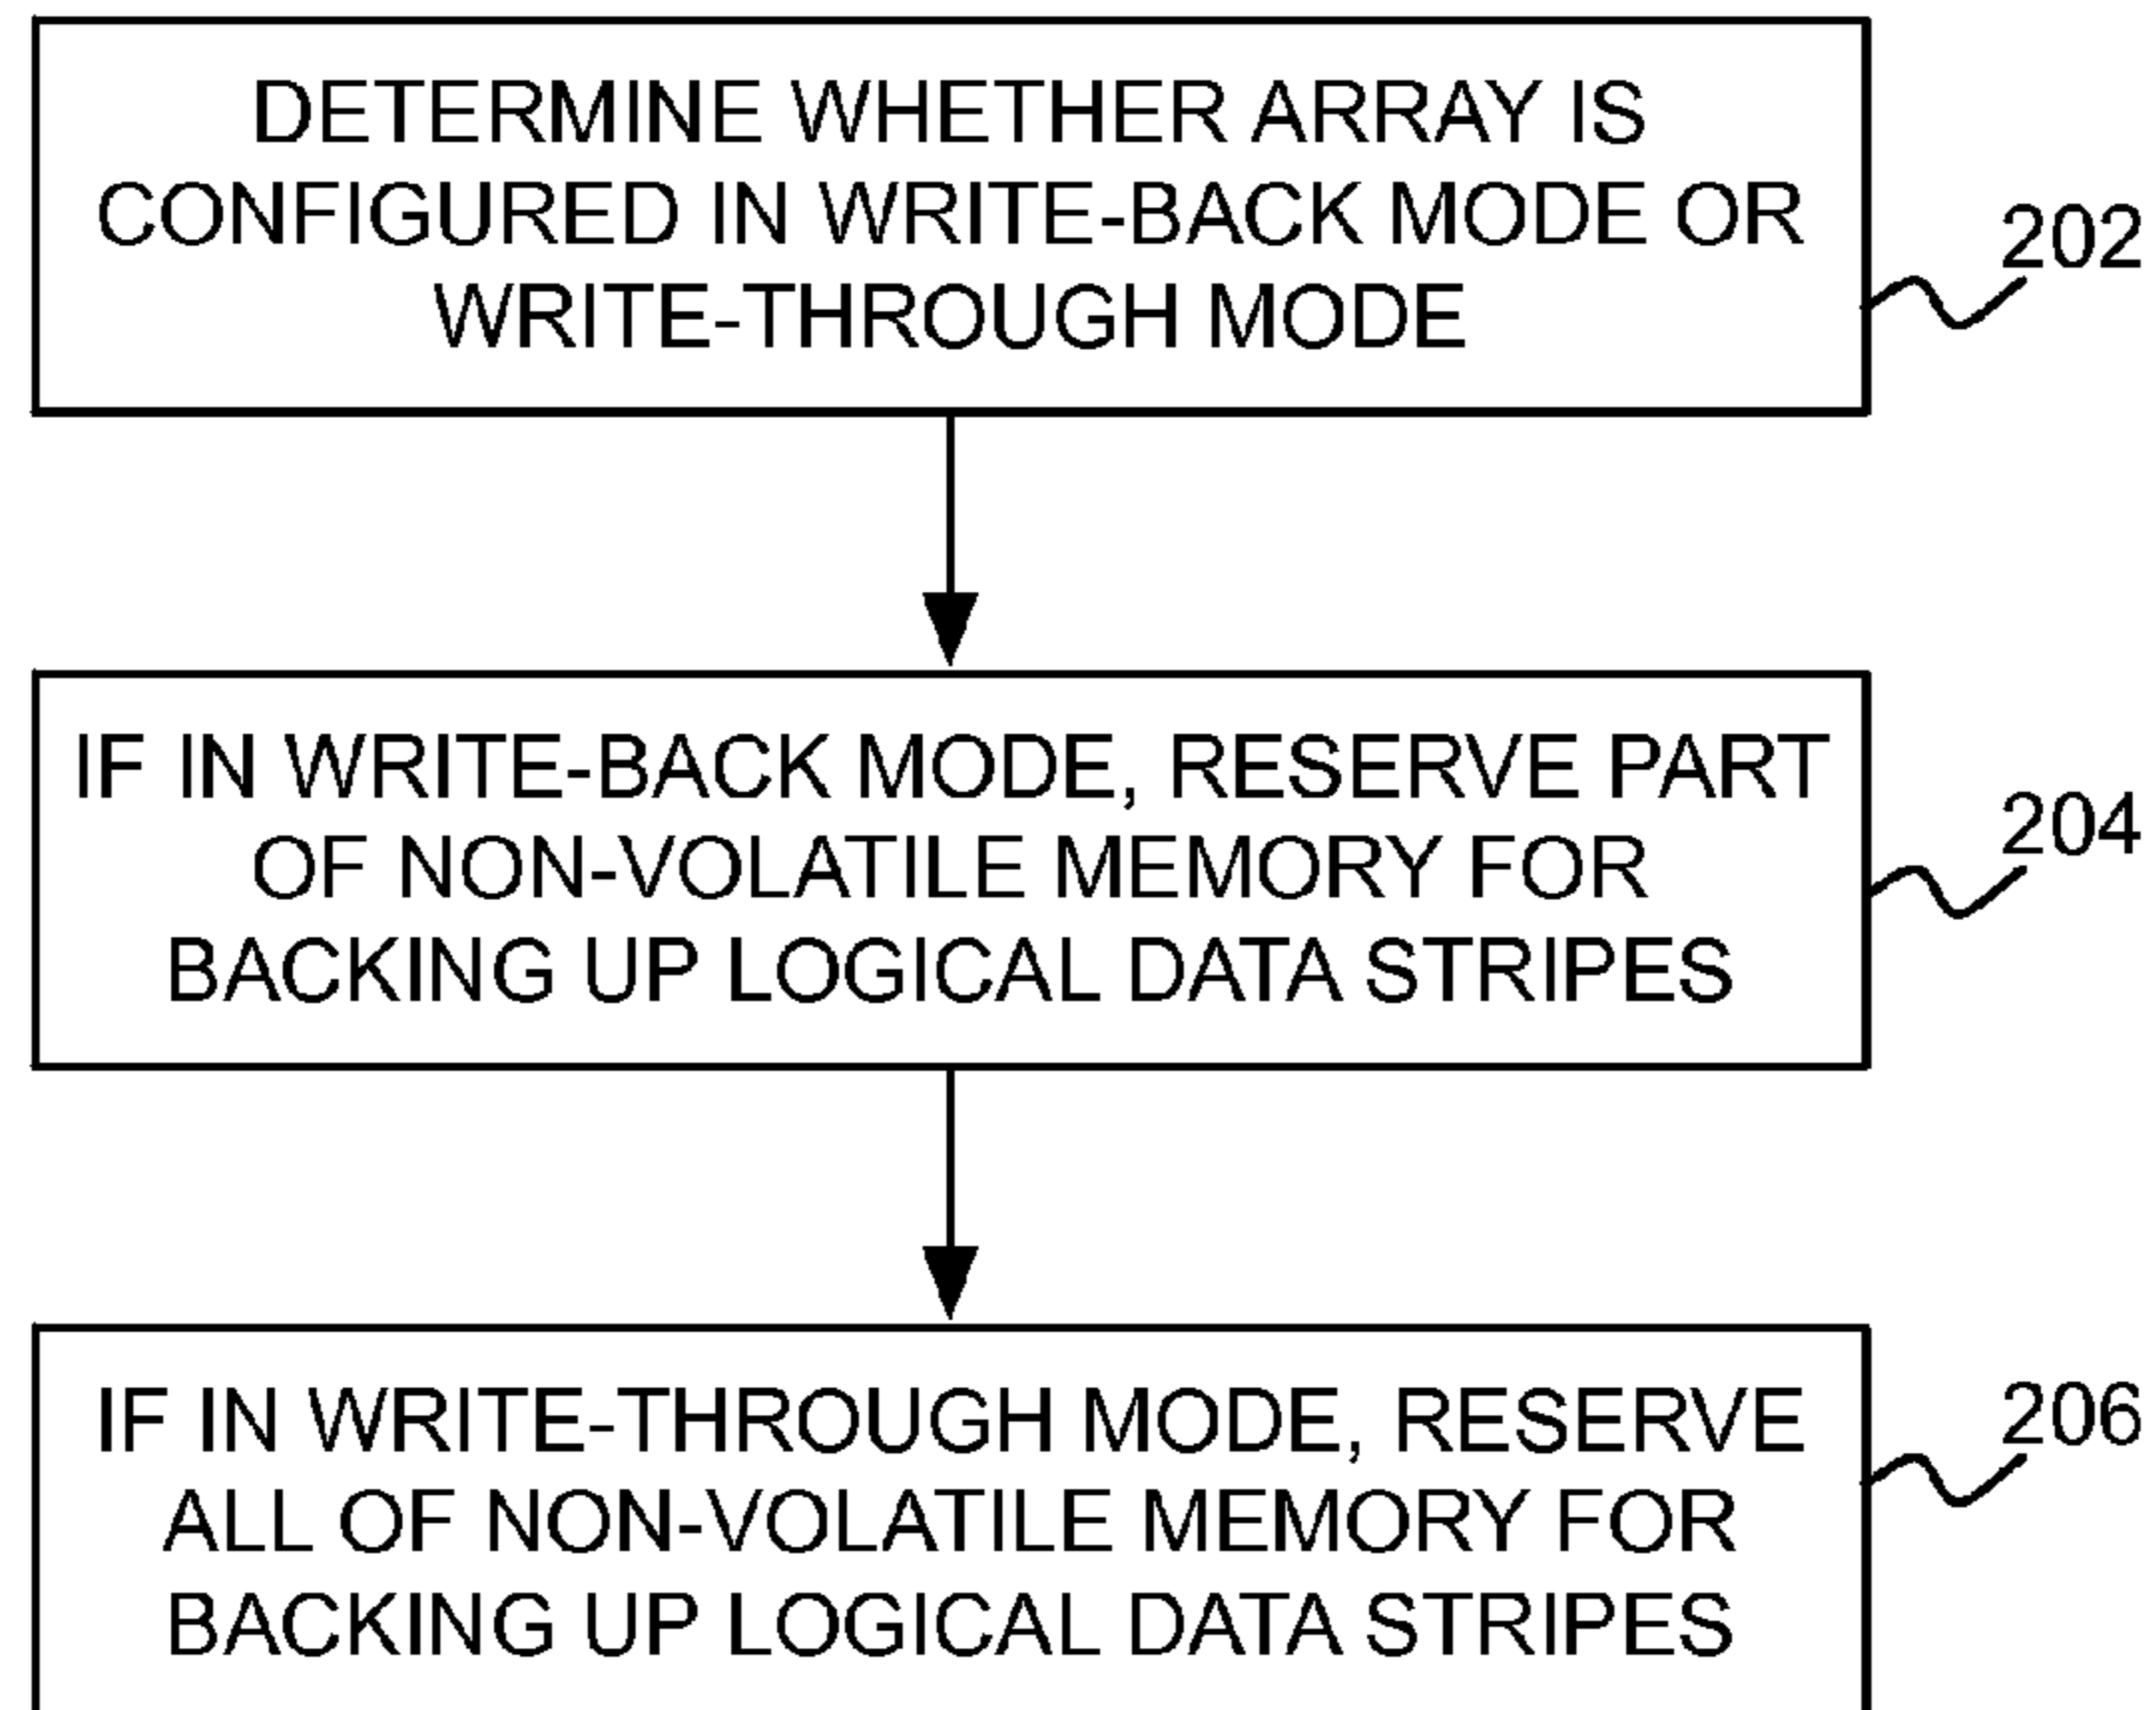 DETERMINE WHETHER ARRAY IS
CONFIGURED IN WRITE-BACK MODE OR
WRITE-THROUGH MODE
202
IF IN WRITE-BACK MODE, RESERVE PART
OF NON-VOLATILE MEMORY FOR
BACKING UP LOGICAL DATA STRIPES
204
IF IN WRITE-THROUGH MODE, RESERVE
ALL OF NON-VOLATILE MEMORY FOR
BACKING UP LOGICAL DATA STRIPES
206